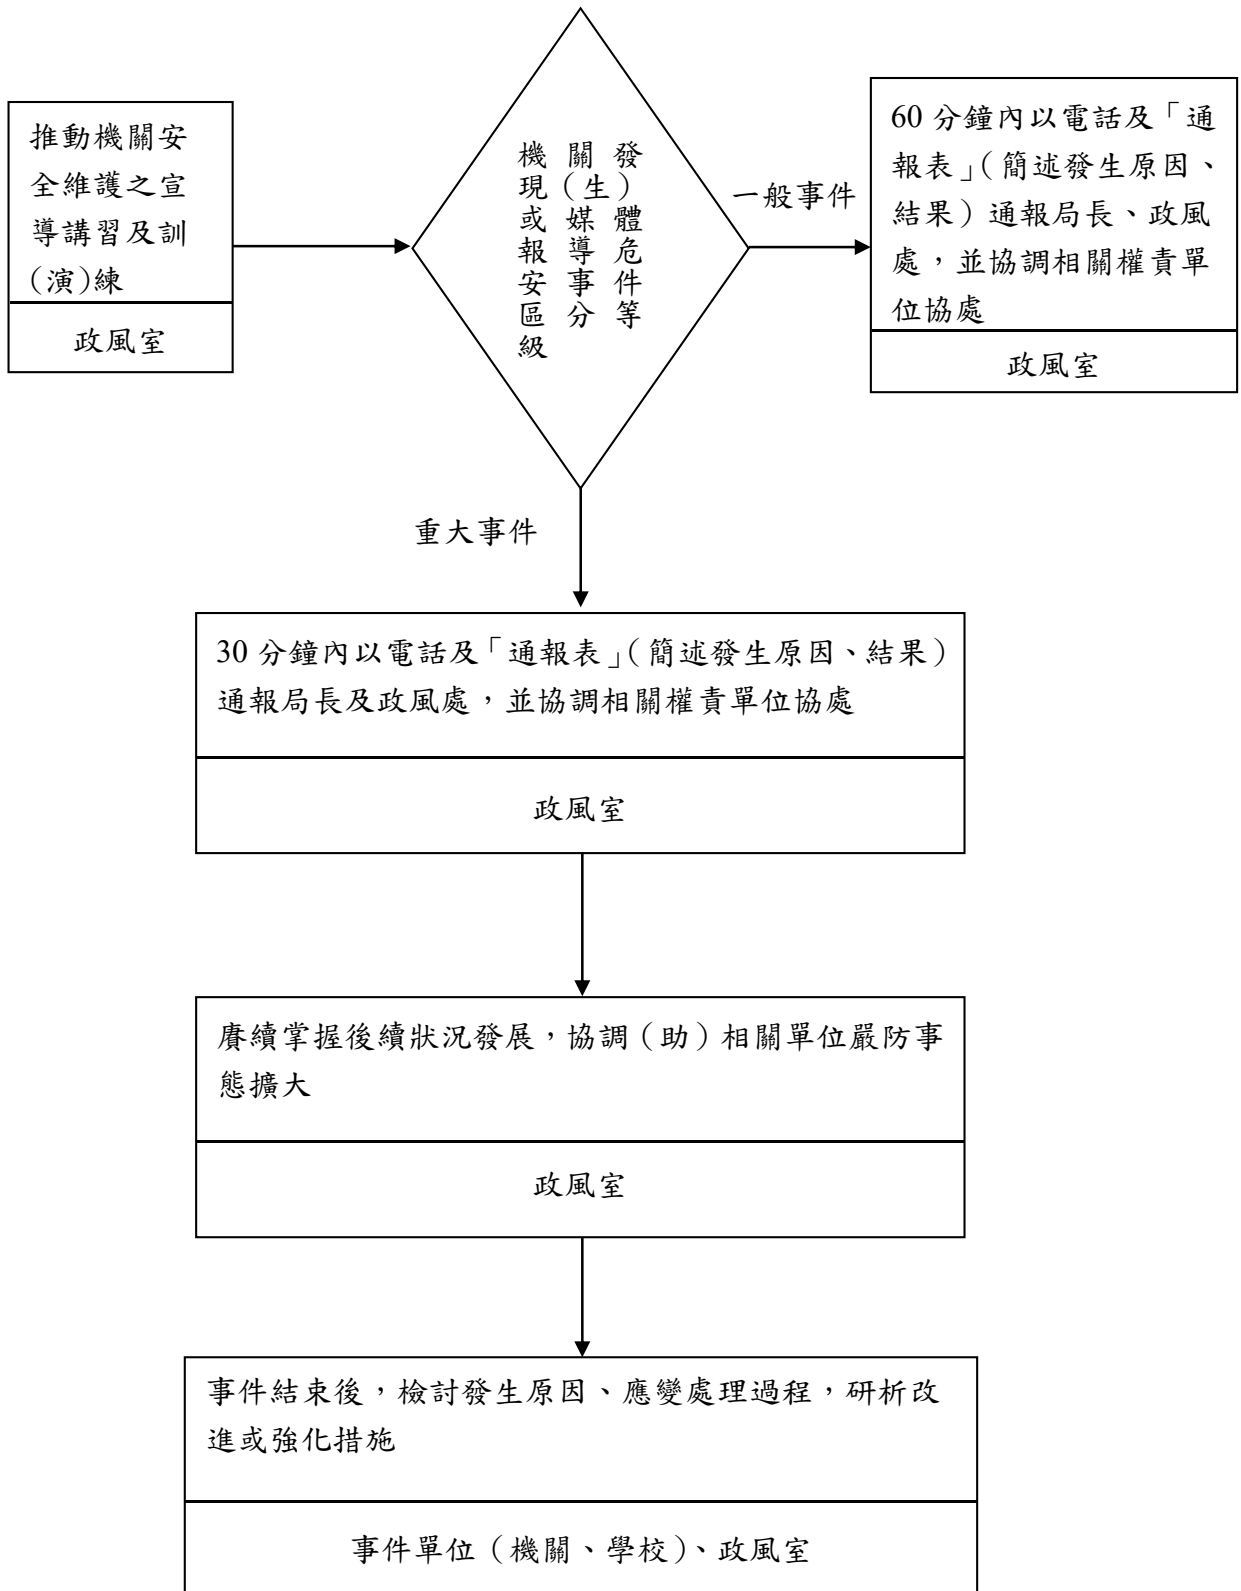 推動機關安
全維護之宣
導講習及訓
(演)練
政風室
機關發
現(生)
或媒體
報導危
安事件
區分等
級
一般事件
60 分鐘內以電話及「通
報表」（簡述發生原因、
結果）通報局長、政風
處，並協調相關權責單
位協處
政風室
重大事件
30 分鐘內以電話及「通報表」（簡述發生原因、結果）
通報局長及政風處，並協調相關權責單位協處
政風室
賡續掌握後續狀況發展，協調（助）相關單位嚴防事
態擴大
政風室
事件結束後，檢討發生原因、應變處理過程，研析改
進或強化措施
事件單位（機關、學校）、政風室